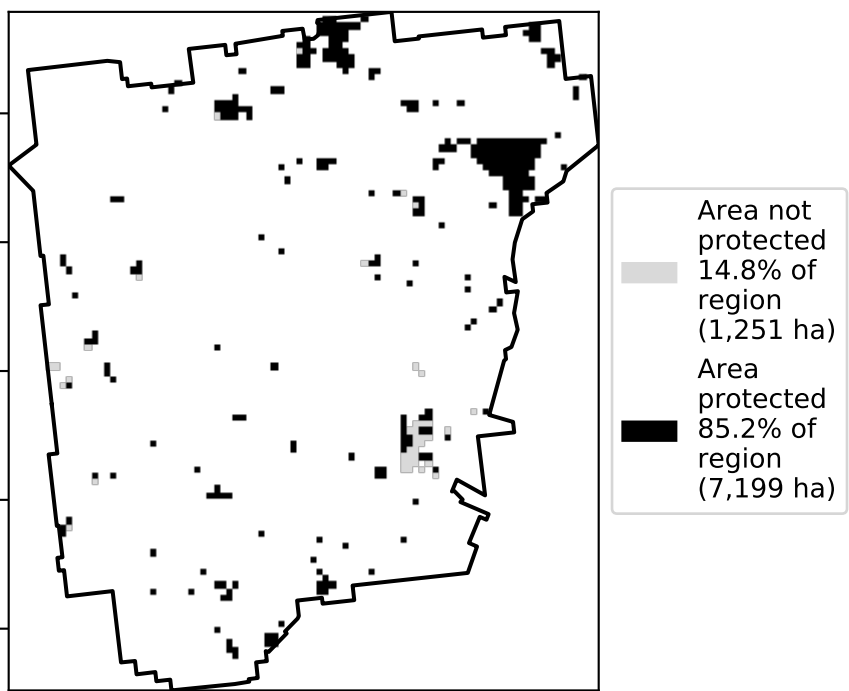 Area not
protected
14.8% of
region
(1,251 ha)
Area
protected
85.2% of
region
(7,199 ha)